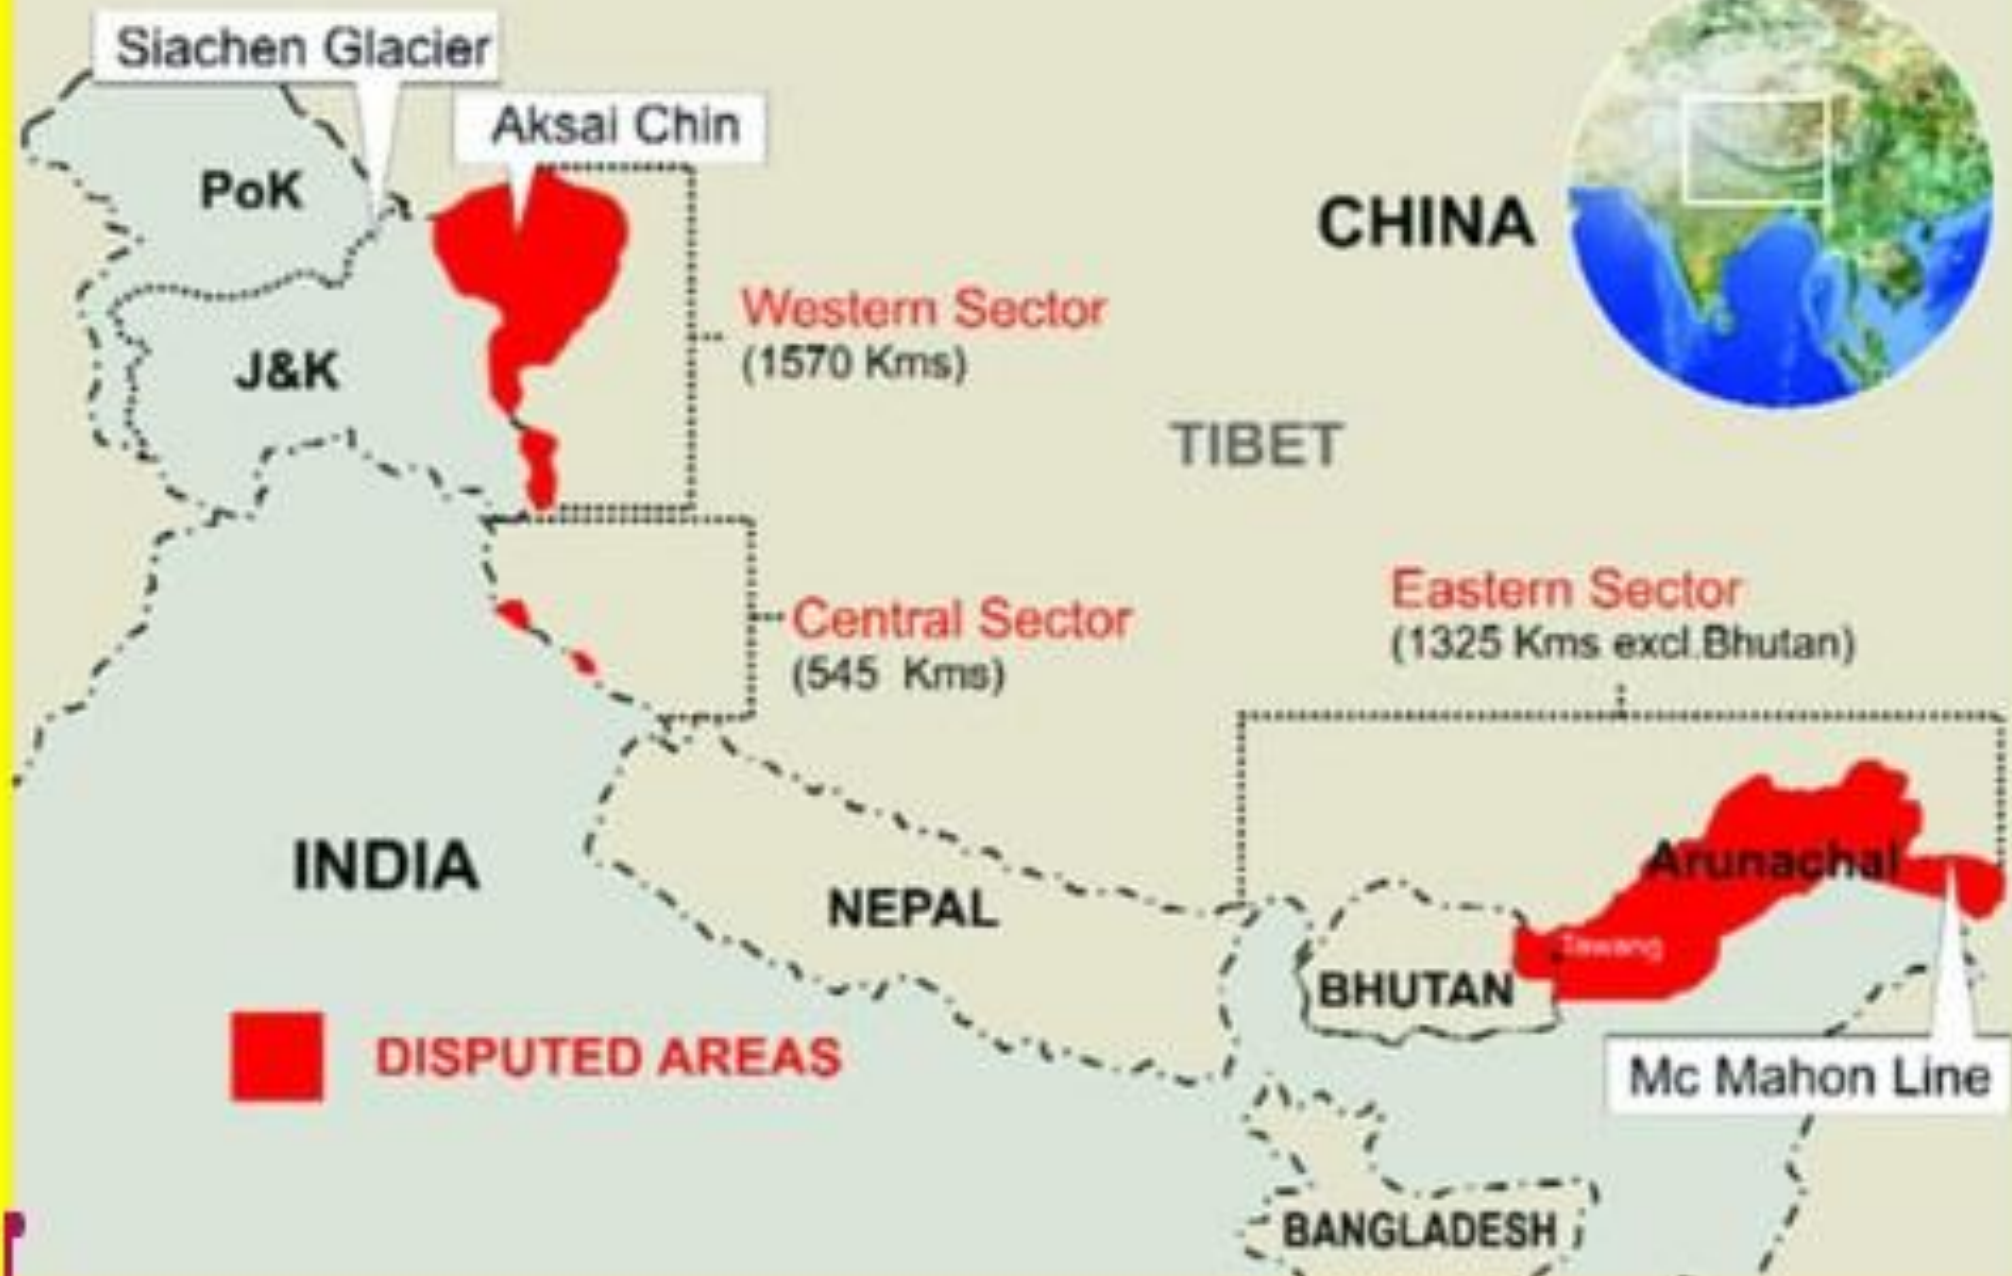 Siachen Glacier
Aksai Chin
PoK
CHINA
Western Sector
(1570 Kms)
J&K
TIBET
Eastern Sector
(1325 Kms excl.Bhutan)
Central Sector
(545 Kms)
INDIA
Arunachal
NEPAL
Tawang
BHUTAN
DISPUTED AREAS
Mc Mahon Line
BANGLADESH